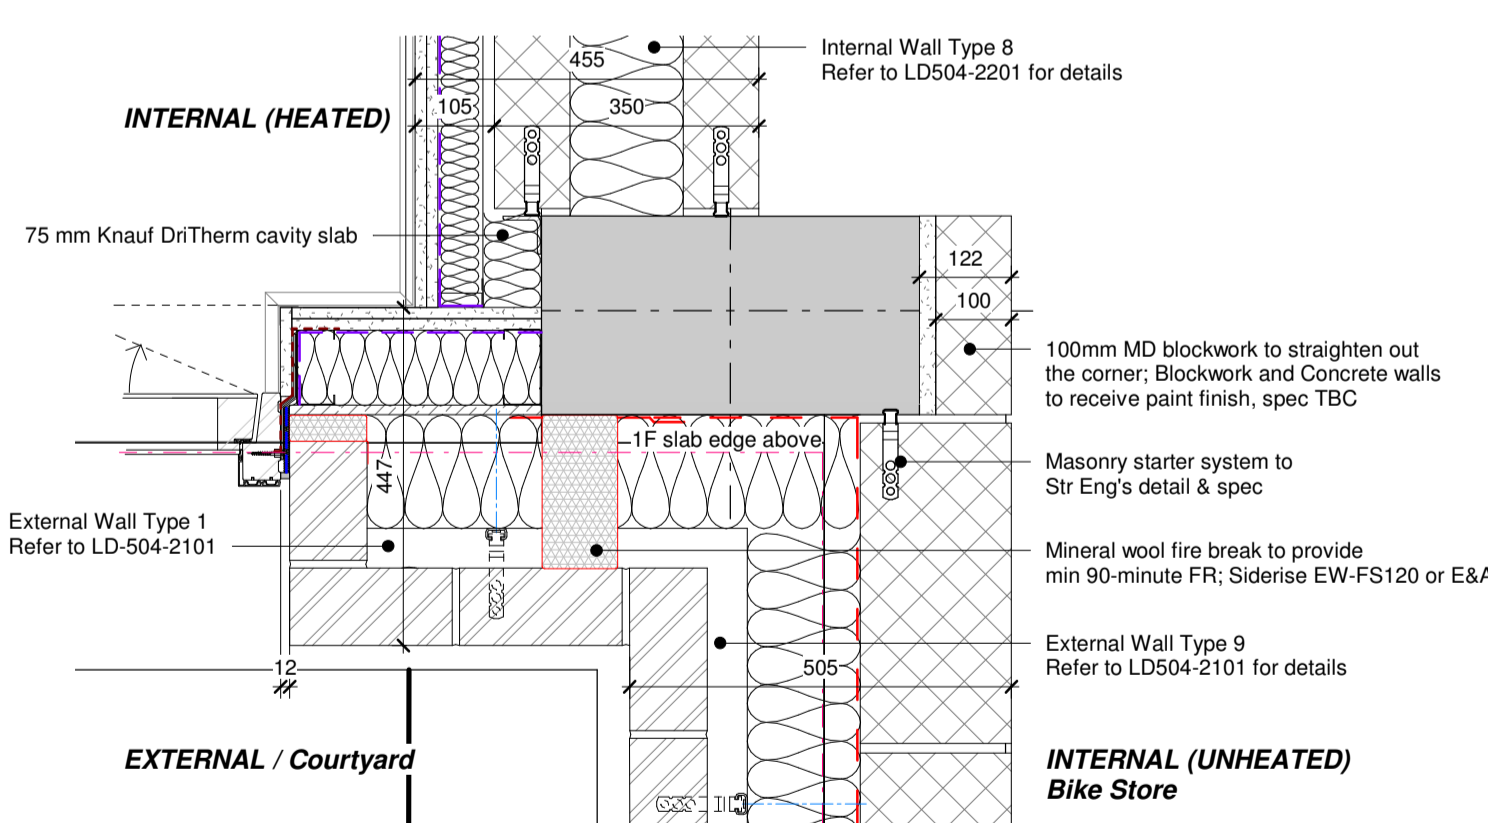 455
Internal Wall Type 8
Refer to LD504-2201 for details
INTERNAL (HEATED)
105
350
75 mm Knauf DriTherm cavity slab
122
100
100mm MD blockwork to straighten out
the corner; Blockwork and Concrete walls
to receive paint finish, spec TBC
1F slab edge above
447
Masonry starter system to
Str Eng's detail & spec
External Wall Type 1
Refer to LD-504-2101
Mineral wool fire break to provide
min 90-minute FR; Siderise EW-FS120 or E&A
External Wall Type 9
Refer to LD504-2101 for details
12
505
EXTERNAL / Courtyard
INTERNAL (UNHEATED)
Bike Store